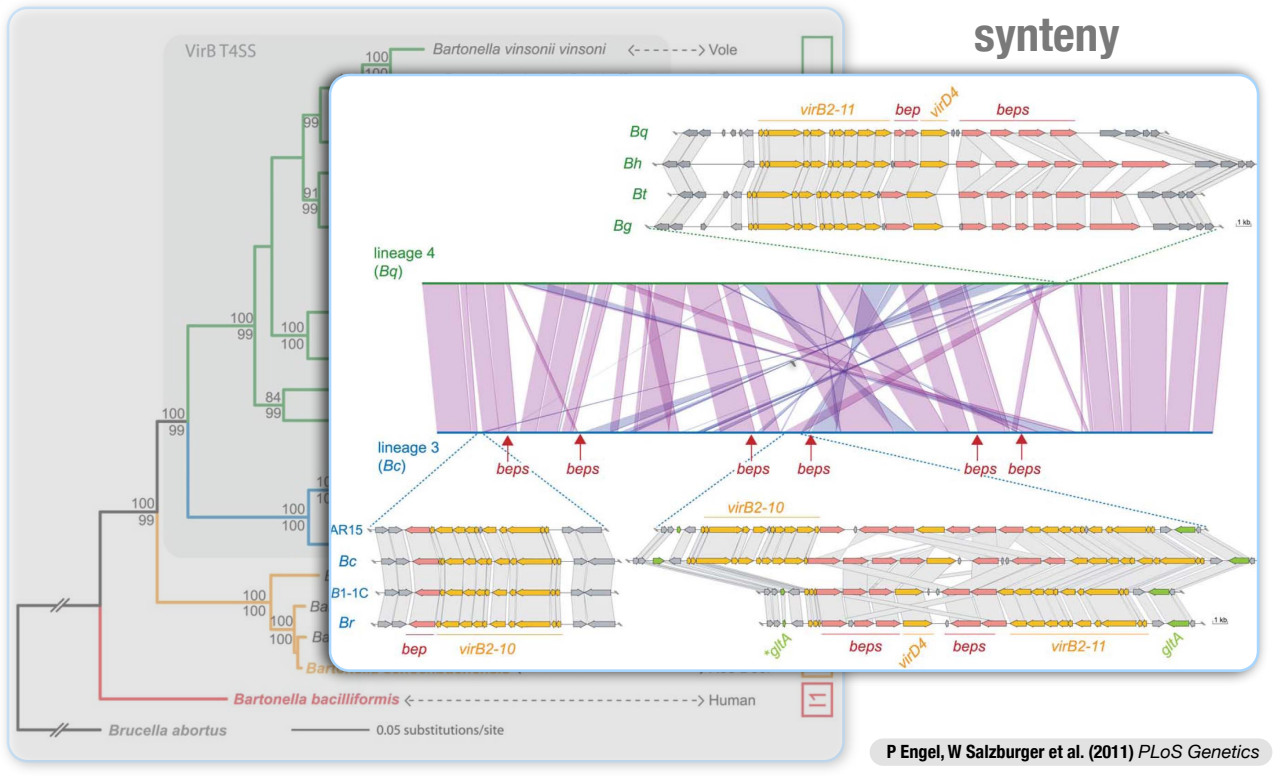 synteny
VirB T4SS
Bartonella vinsonii vinsoni
Vole
100
100
99
91
99
100
99
100
100
84
99
100
99
100
99
100
100
100
100
100
100
Bartonella bacilliformis
Human
l1
Brucella abortus
0.05 substitutions/site
virB2-11
bep
virD4
beps
Bq
Bh
Bt
Bg
1 kb
lineage 4
(Bq)
lineage 3
(Bc)
beps
beps
beps
beps
beps
beps
virB2-10
AR15
Bc
B1-1C
Br
bep
virB2-10
*gltA
beps
virD4
beps
virB2-11
gltA
1 kb
P Engel, W Salzburger et al. (2011) PLoS Genetics